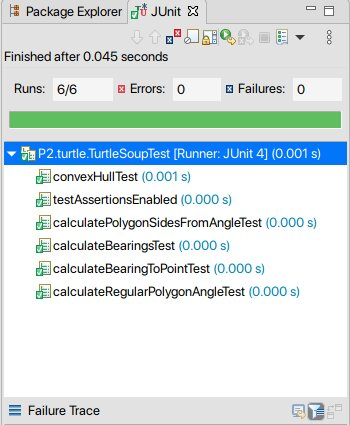 Package Explorer JUnit
Finished after 0.045 seconds
Runs: 6/6 Errors: 0 Failures: 0
P2.turtle.TurtleSoupTest [Runner: JUnit 4] (0.001 s)
convexHullTest (0.001 s)
testAssertionsEnabled (0.000 s)
calculatePolygonSidesFromAngleTest (0.000 s)
calculateBearingsTest (0.000 s)
calculateBearingToPointTest (0.000 s)
calculateRegularPolygonAngleTest (0.000 s)
Failure Trace